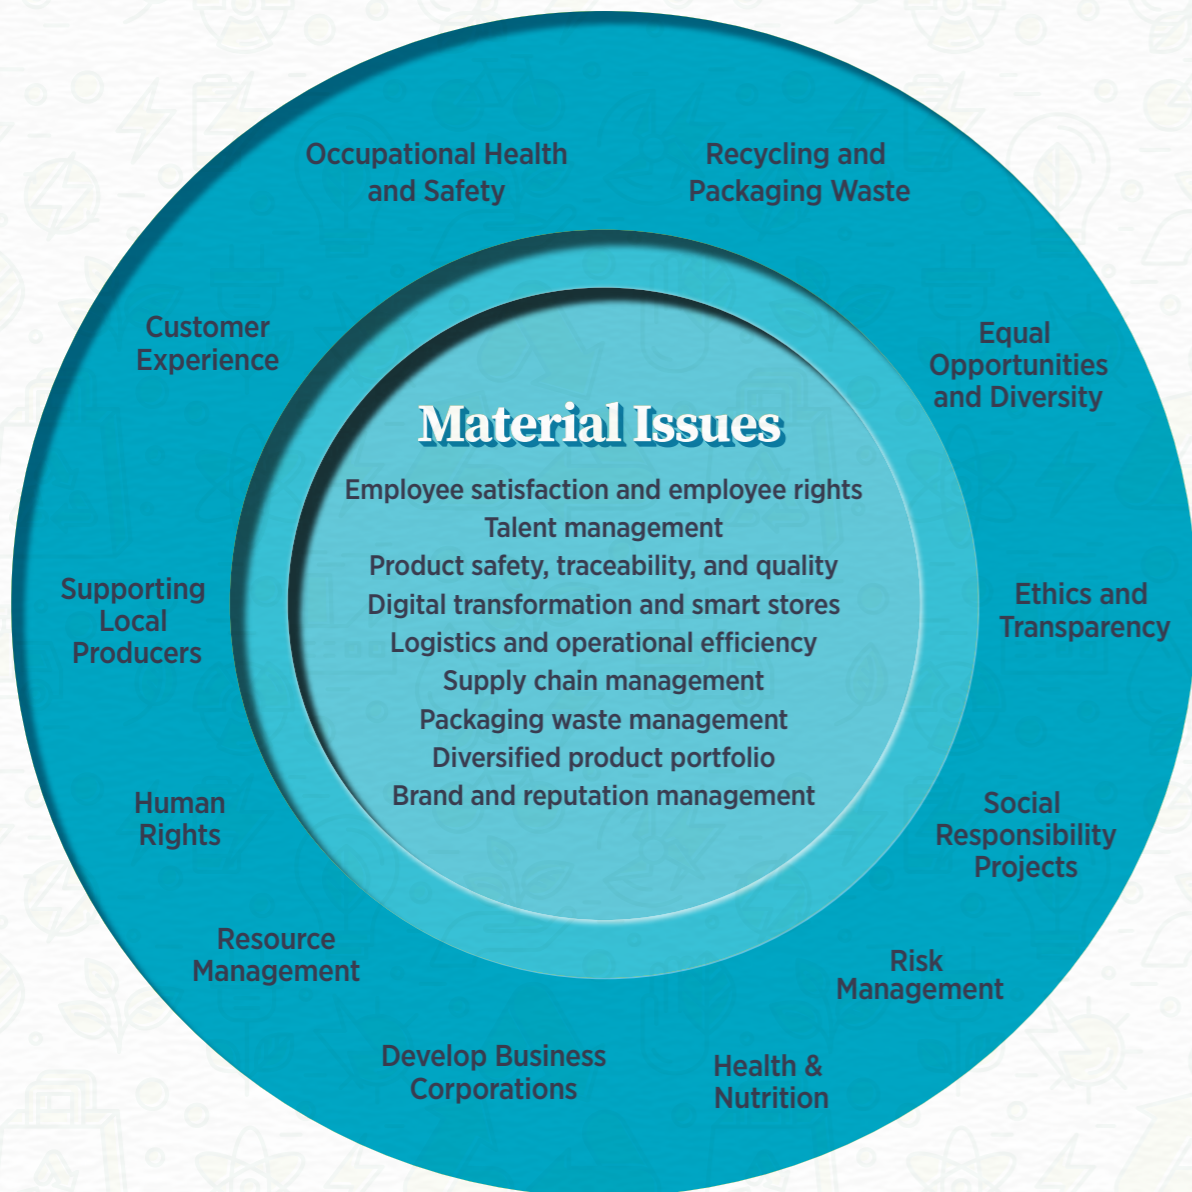 Occupational Health
and Safety
Recycling and
Packaging Waste
Customer
Experience
Equal
Opportunities
and Diversity
Material Issues
Employee satisfaction and employee rights
Talent management
Product safety, traceability, and quality
Digital transformation and smart stores
Logistics and operational efficiency
Supply chain management
Packaging waste management
Diversified product portfolio
Brand and reputation management
Supporting
Local
Producers
Ethics and
Transparency
Human
Rights
Social
Responsibility
Projects
Resource
Management
Risk
Management
Develop Business
Corporations
Health &
Nutrition